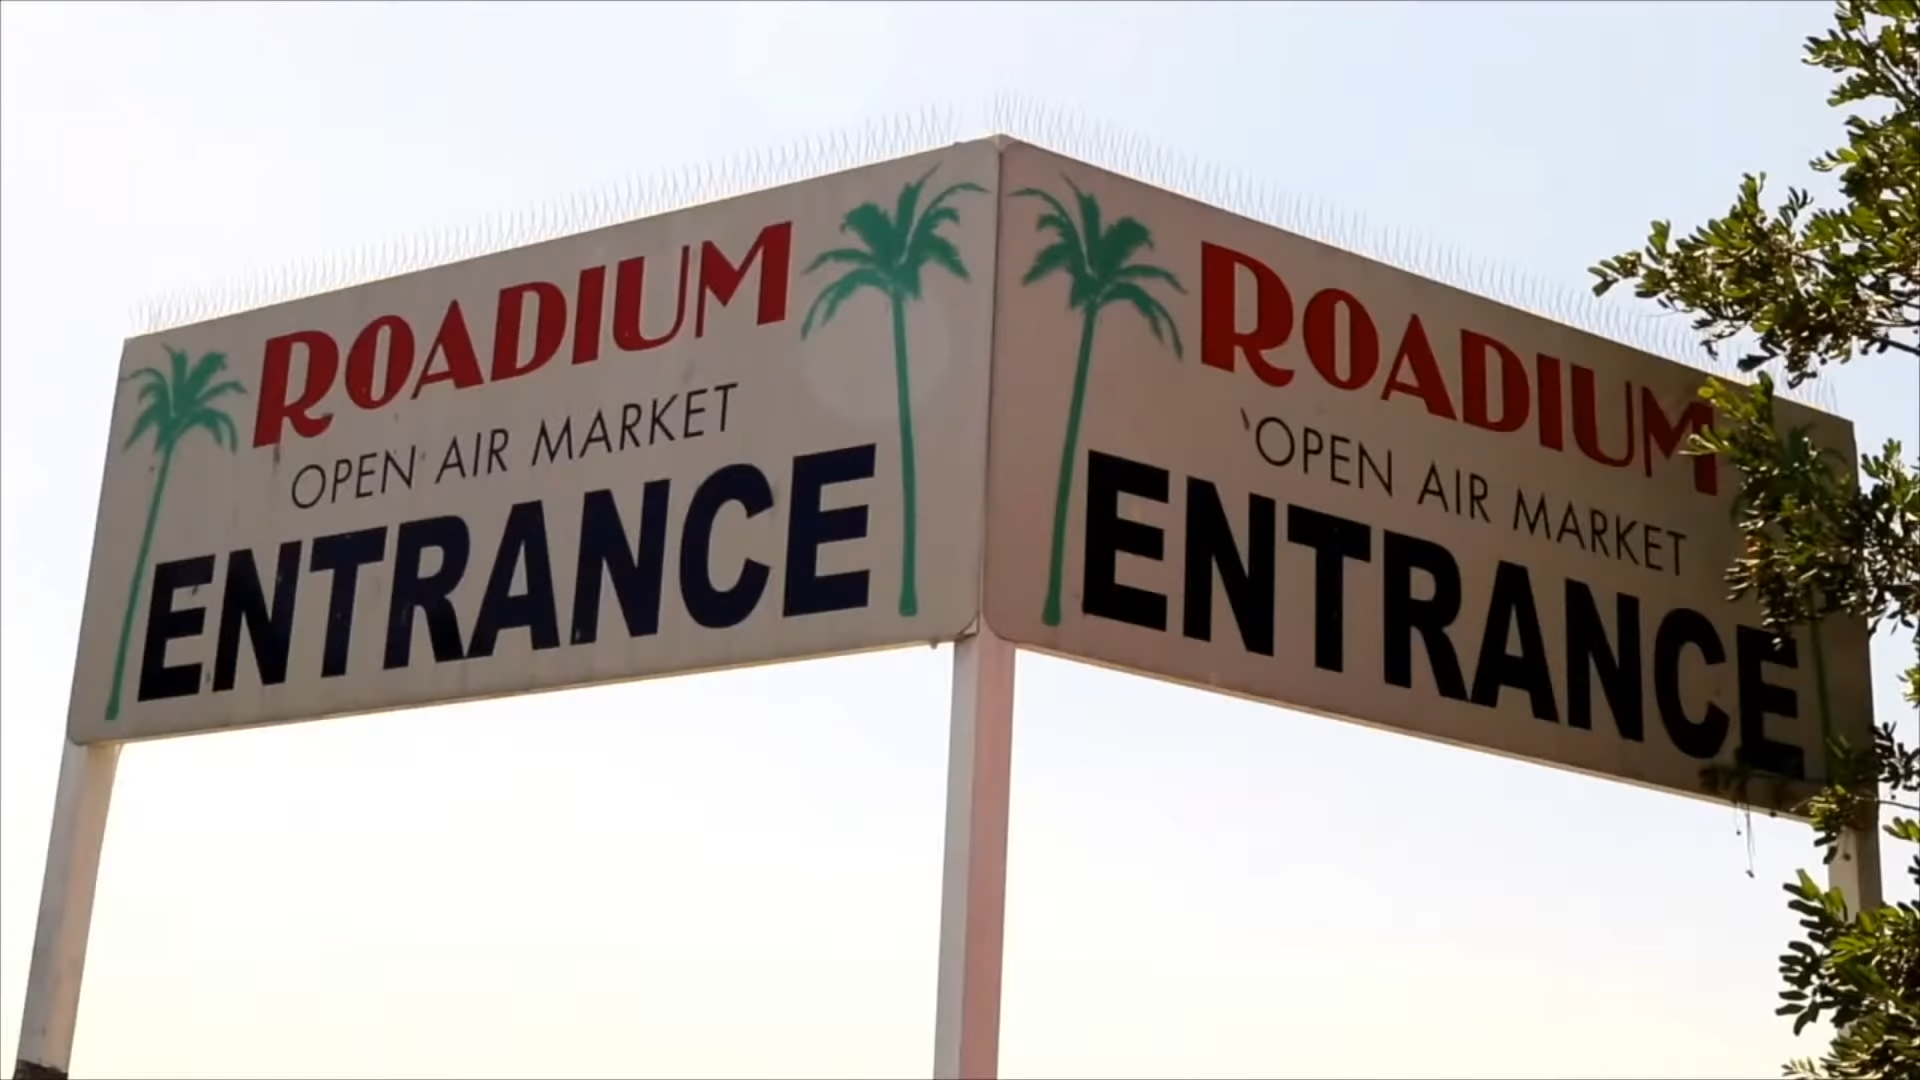 ROADIUM
OPEN AIR MARKET
ENTRANCE
ROADIUM
OPEN AIR MARKET
ENTRANCE